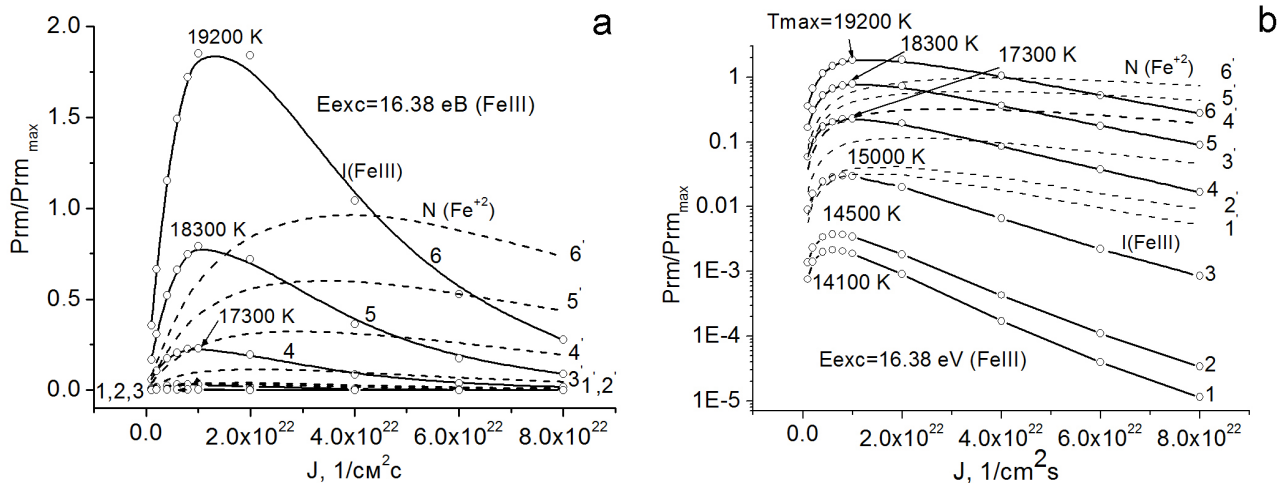 a
2.0
19200 K
Eexc=16.38 eB (FeIII)
1.5
Prm/Prm max
I(FeIII)
1.0
N (Fe+2)
18300 K
6
6'
0.5
17300 K
5
5'
4
4'
0.0
1,2,3
3'
1',2'
0.0
2.0x10²²
4.0x10²²
6.0x10²²
8.0x10²²
J, 1/см²с
b
Tmax=19200 K
18300 K
17300 K
N (Fe+2)
6'
1
5'
6
4'
5
0.1
3'
15000 K
4
2'
0.01
1'
14500 K
I(FeIII)
3
Prm/Prm max
1E-3
14100 K
1E-4
2
Eexc=16.38 eV (FeIII)
1
1E-5
0.0
2.0x10²²
4.0x10²²
6.0x10²²
8.0x10²²
J, 1/cm²s